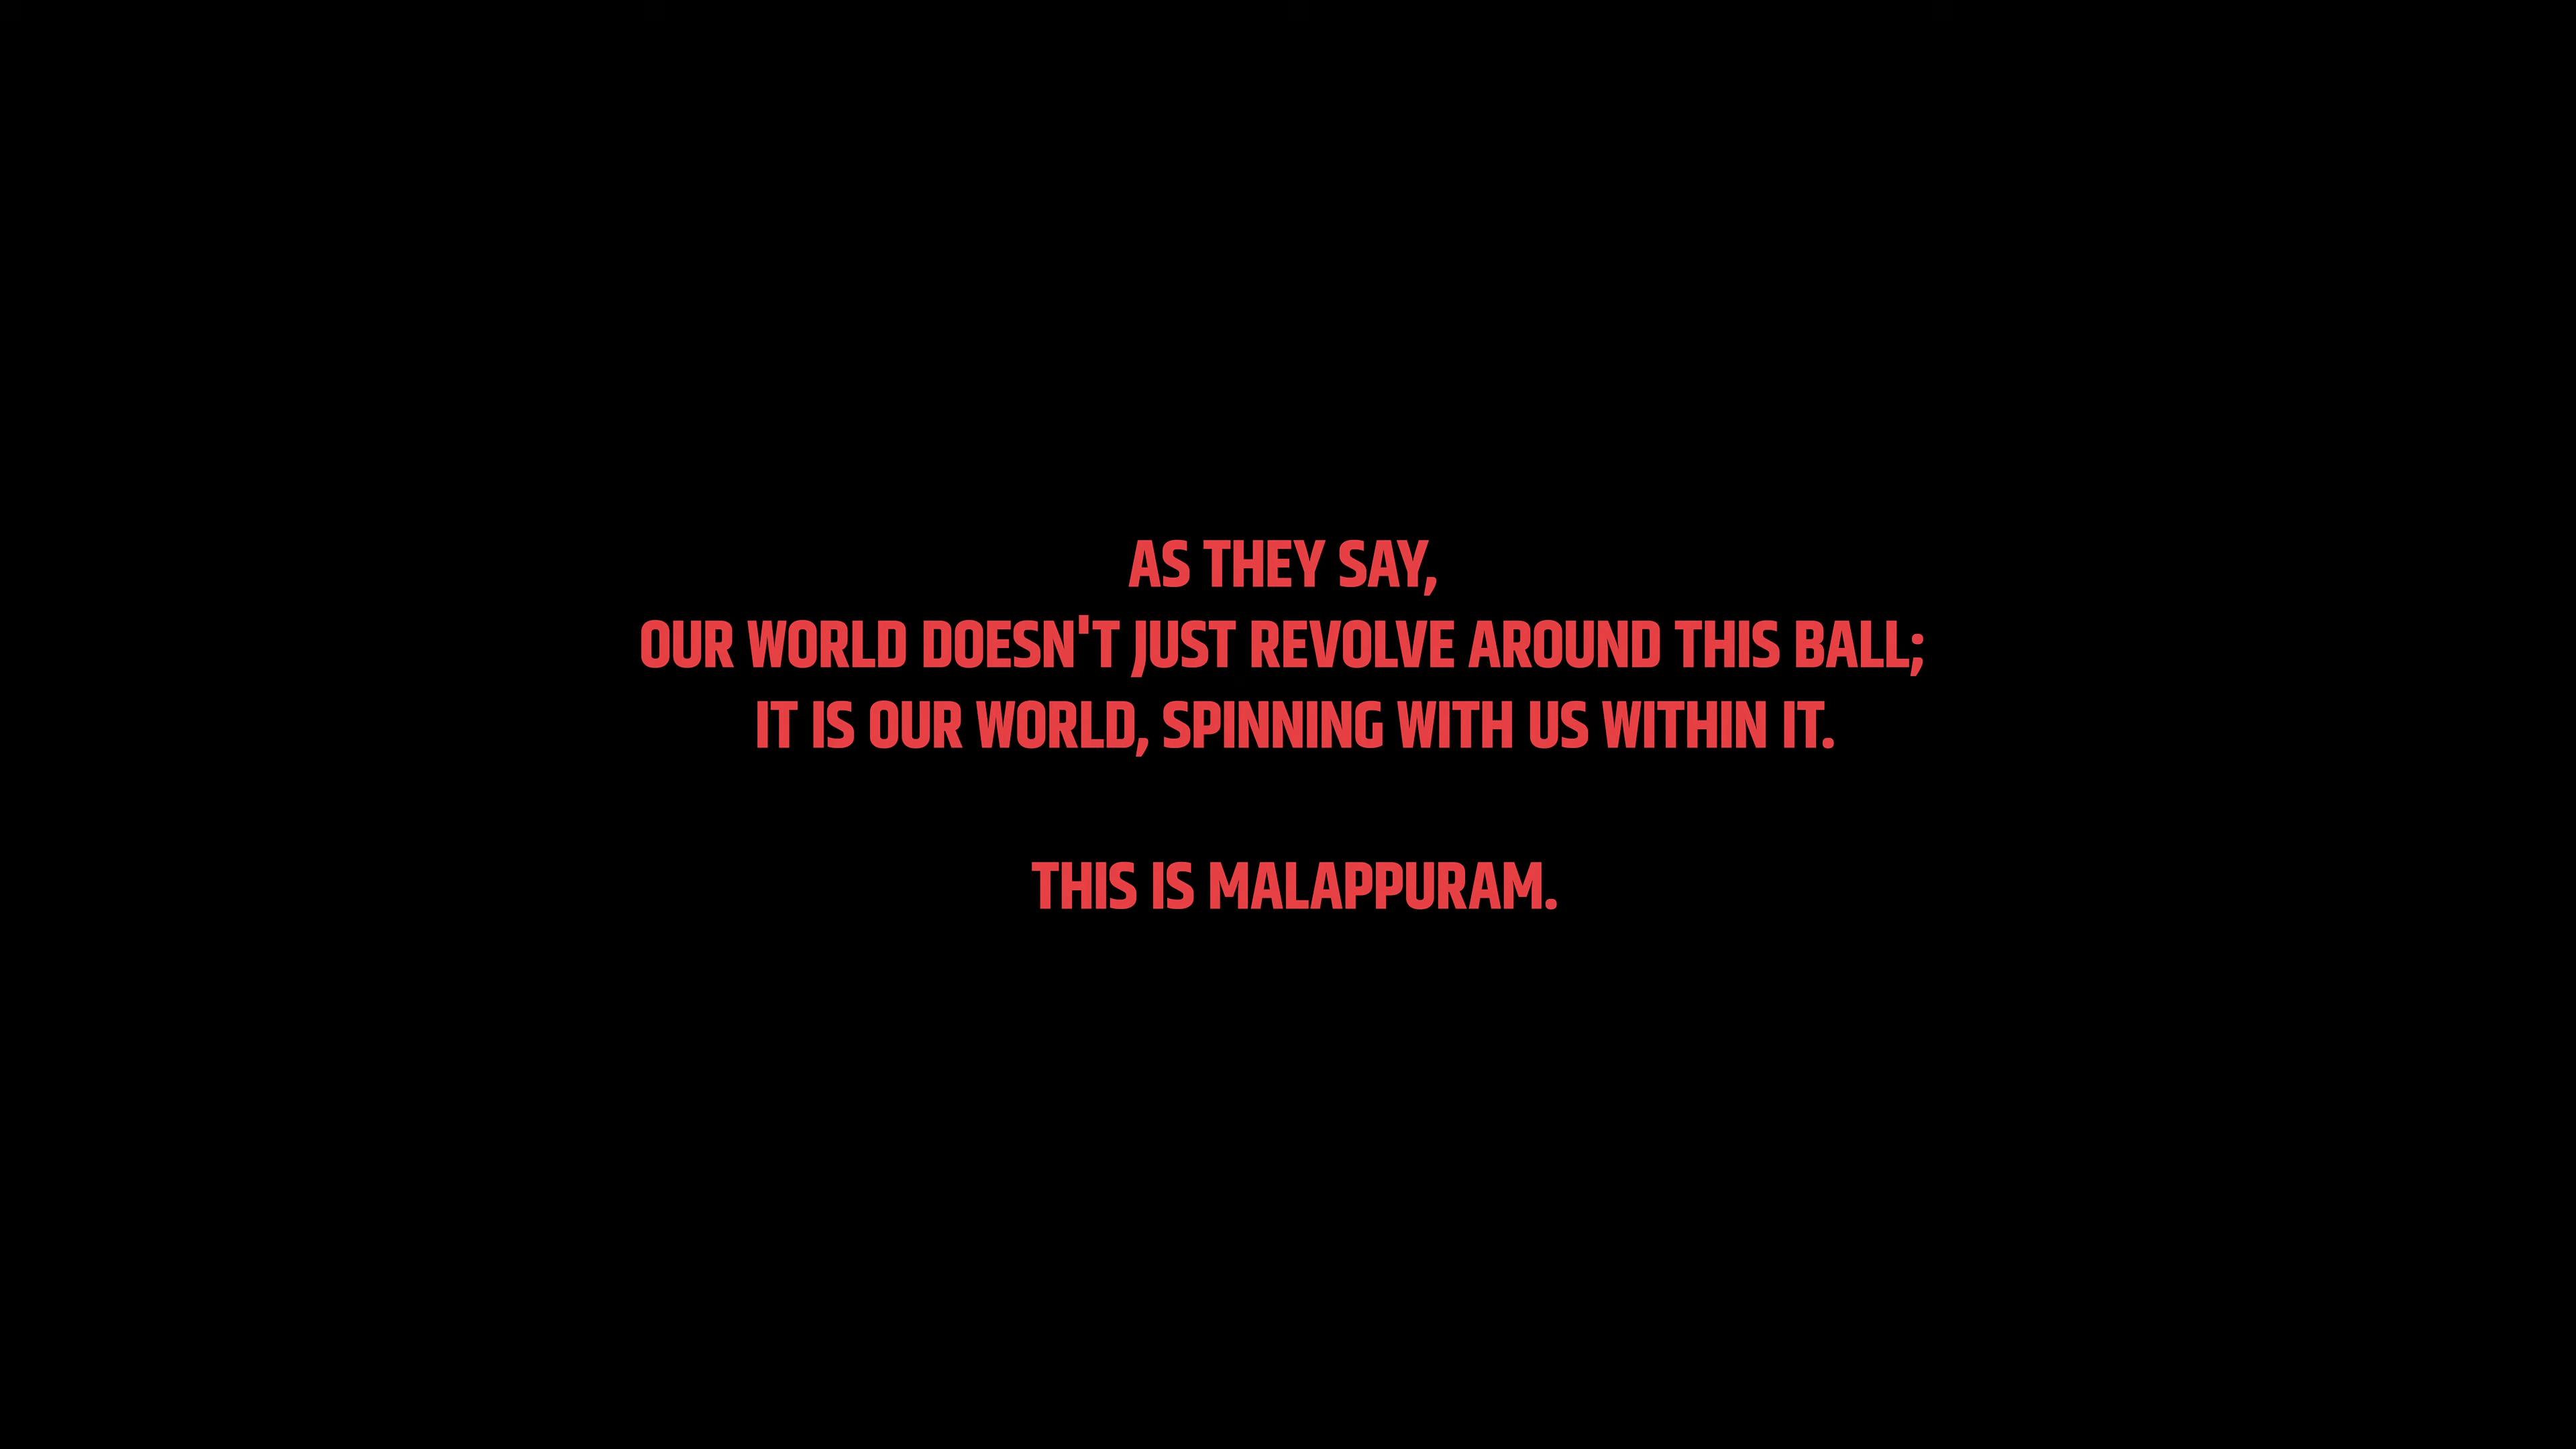 AS THEY SAY,
OUR WORLD DOESN'T JUST REVOLVE AROUND THIS BALL;
IT IS OUR WORLD, SPINNING WITH US WITHIN IT.
THIS IS MALAPPURAM.